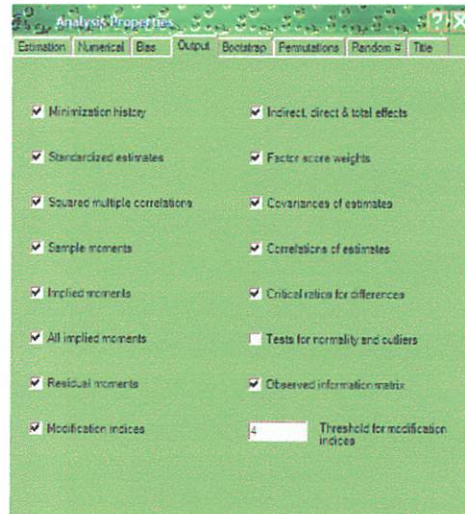 Analysis Properties
Estimation Numerical Bias Output Bootstrap Permutations Random # Title
Minimization history
Indirect, direct & total effects
Standardized estimates
Factor score weights
Squared multiple correlations
Covariances of estimates
Sample moments
Correlations of estimates
Implied moments
Critical ratios for differences
All implied moments
Tests for normality and outliers
Residual moments
Observed information matrix
Modification indices
4
Threshold for modification
indices